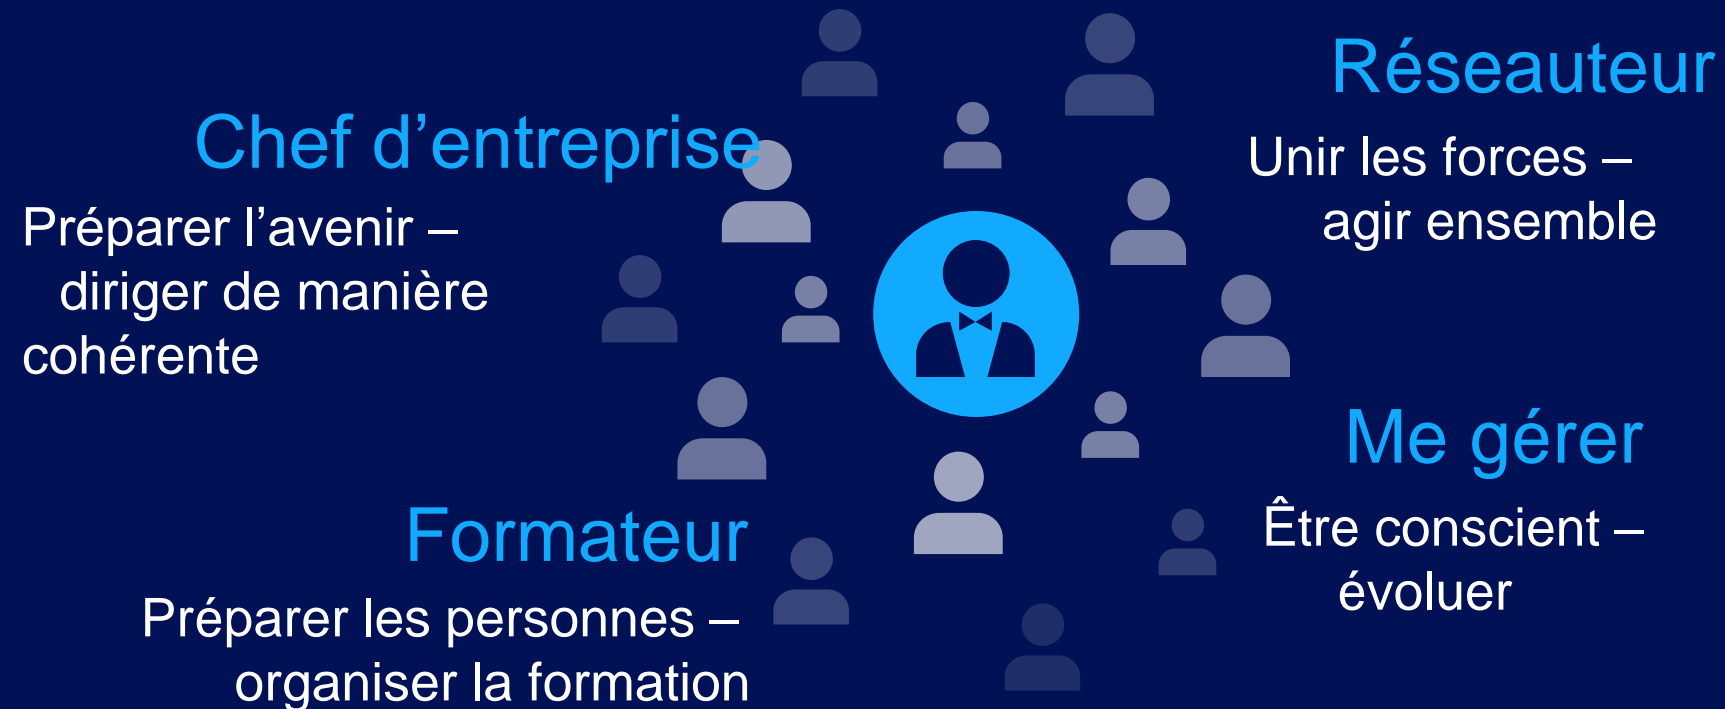 Chef d’entreprise
Préparer l’avenir –
diriger de manière
cohérente
Réseauteur
Unir les forces –
agir ensemble
Formateur
Préparer les personnes –
organiser la formation
Me gérer
Être conscient –
évoluer